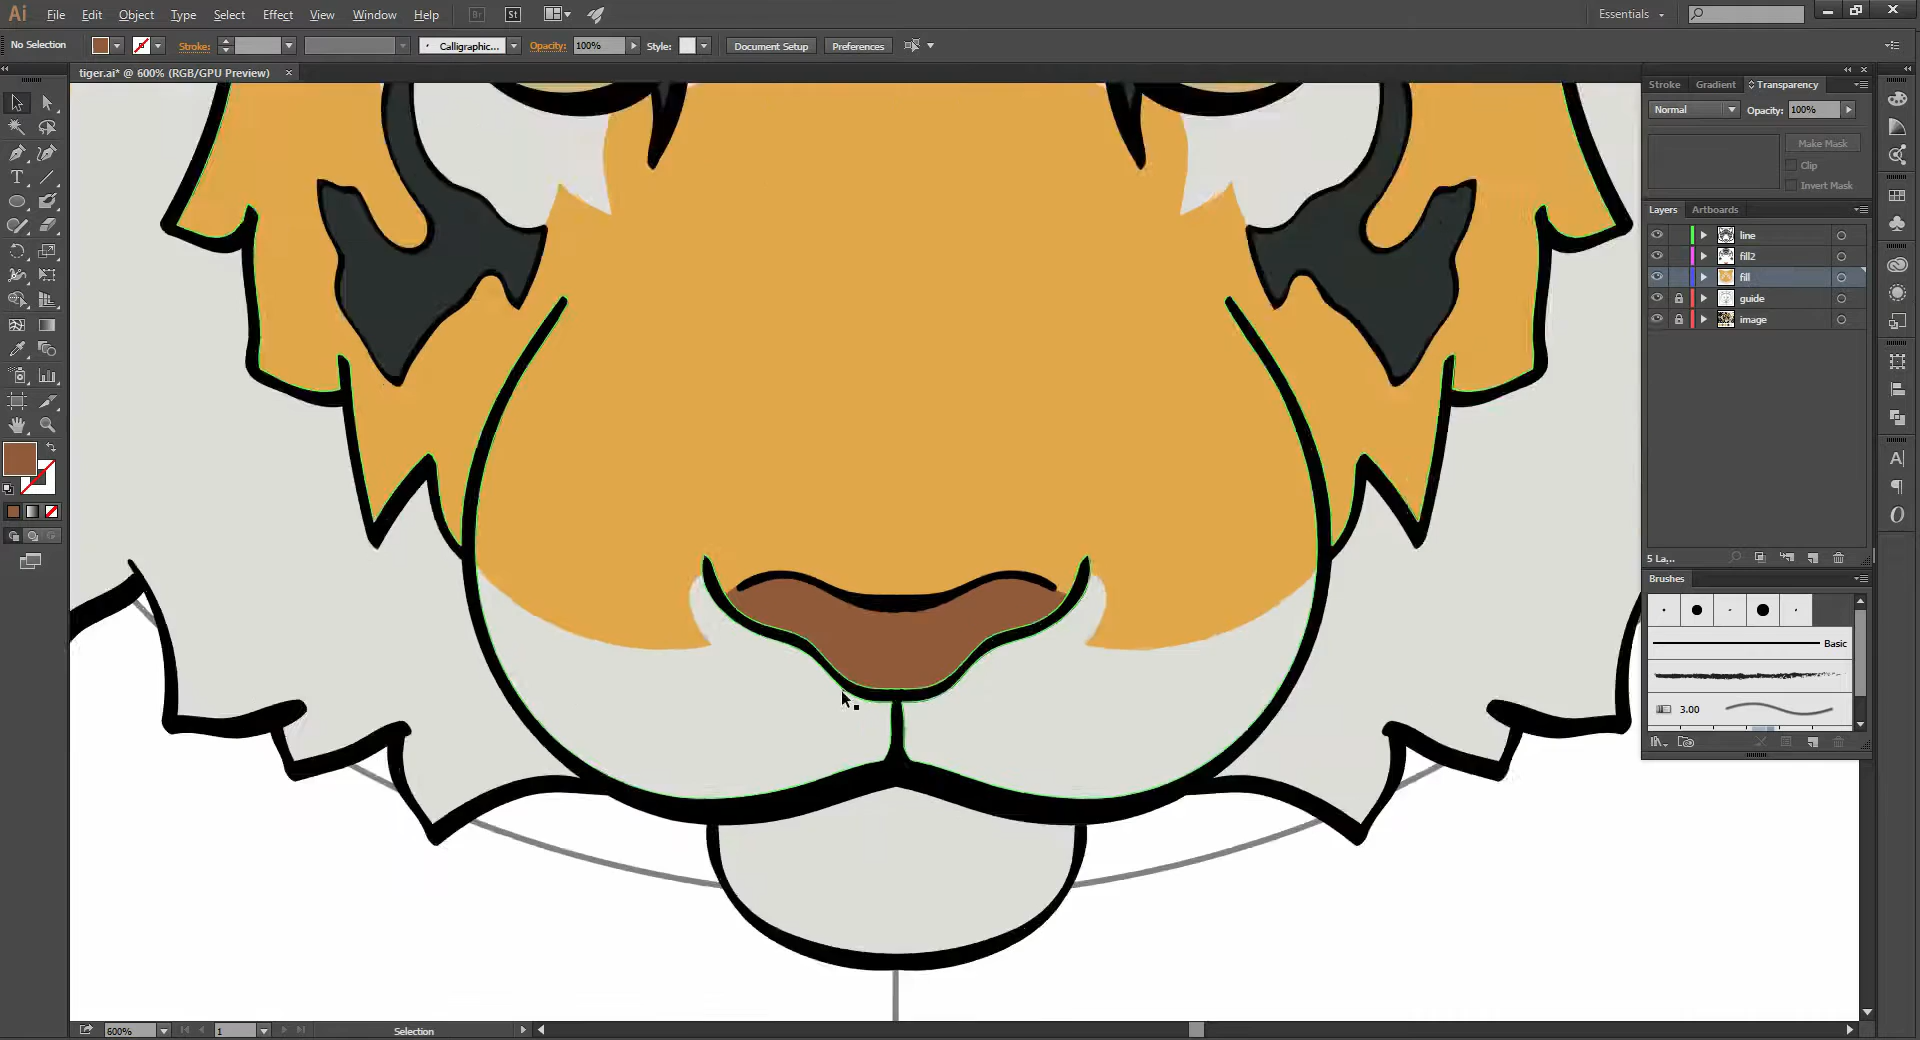 Ai File Edit Object Type Select Effect View Window Help Br St Essentials
No Selection Stroke: Calligraphic... Opacity: 100% Style: Document Setup Preferences
tiger.ai* @ 600% (RGB/GPU Preview)
Stroke Gradient Transparency
Normal Opacity: 100%
Make Mask
Clip
Invert Mask
Layers Artboards
line
fill2
fill
guide
image
5 La...
Brushes
Basic
3.00
600% 1 Selection